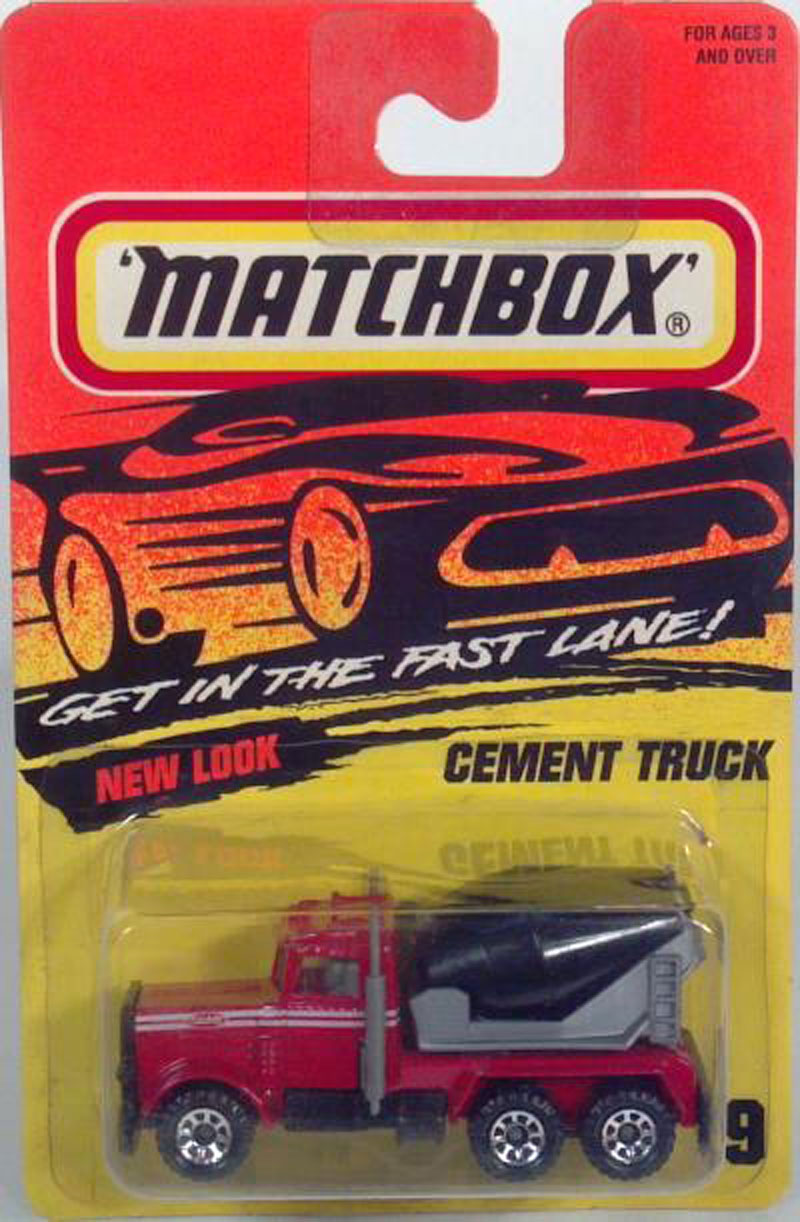 FOR AGES 3
AND OVER
'MATCHBOX'®
GET IN THE FAST LANE!
NEW LOOK
CEMENT TRUCK
9